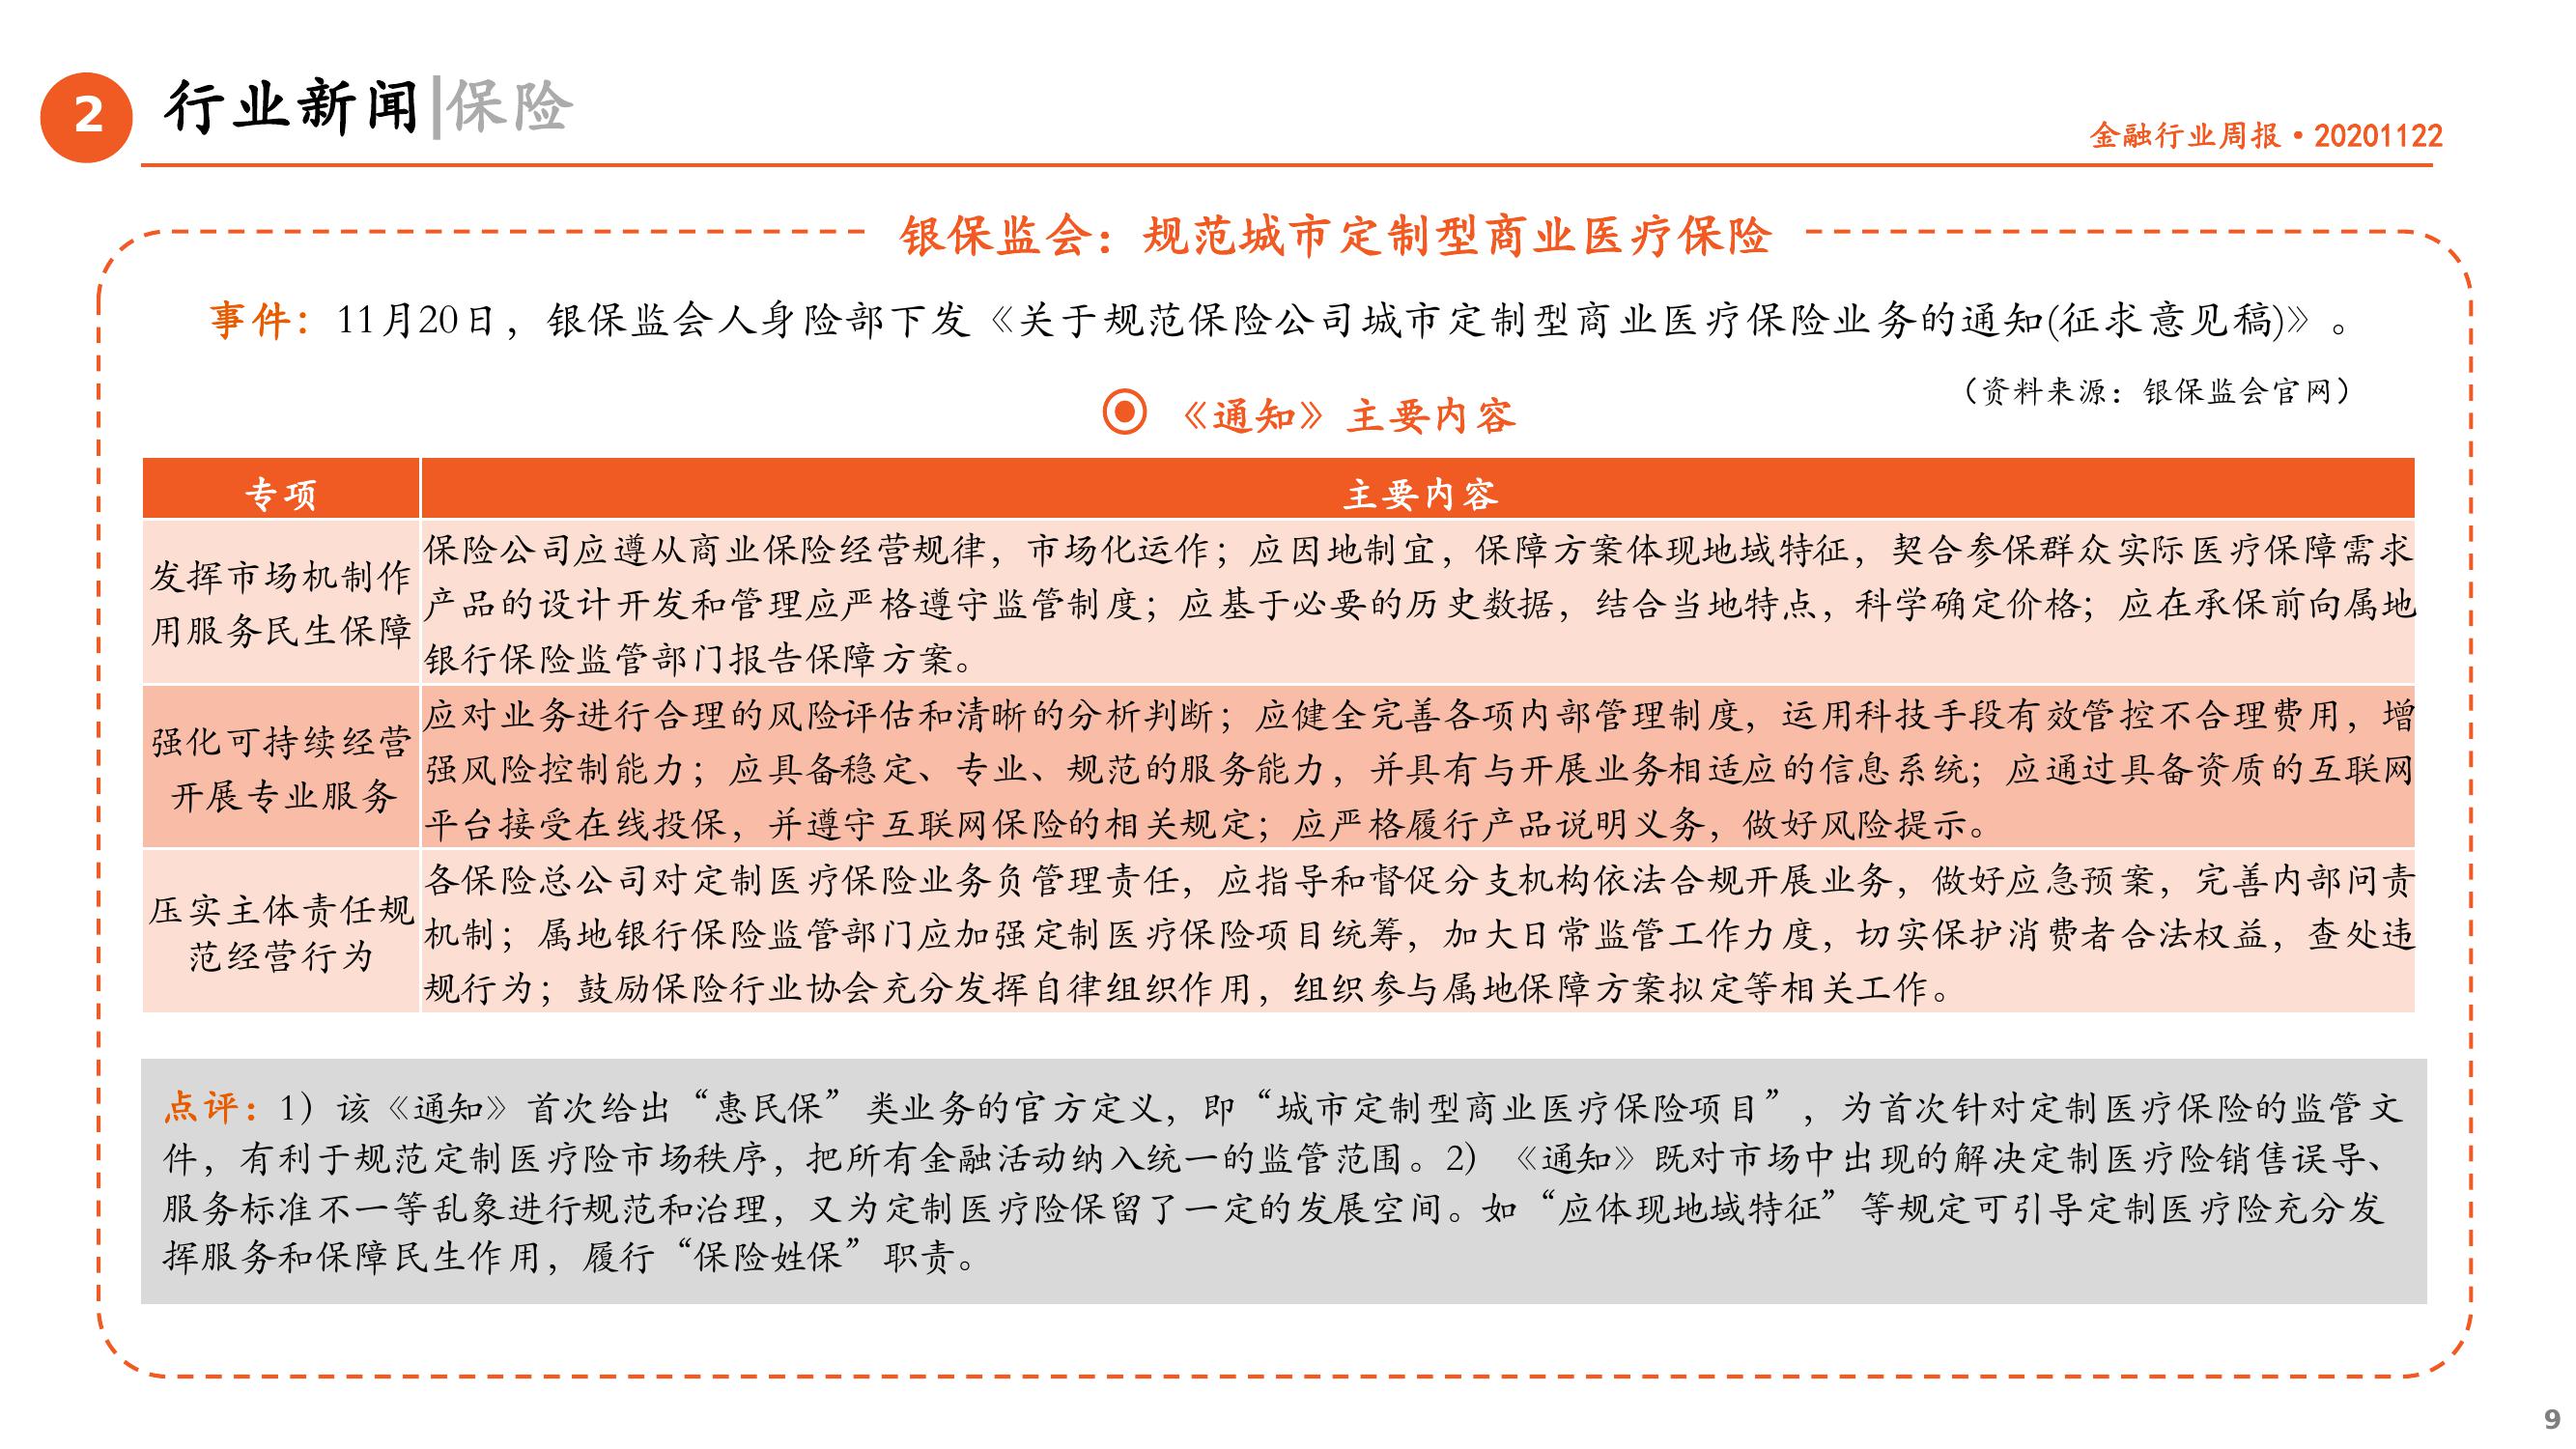 2
行业新闻|保险
金融行业周报·20201122
银保监会：规范城市定制型商业医疗保险
事件：11月20日，银保监会人身险部下发《关于规范保险公司城市定制型商业医疗保险业务的通知(征求意见稿)》。
（资料来源：银保监会官网）
《通知》主要内容
专项
主要内容
发挥市场机制作
用服务民生保障
保险公司应遵从商业保险经营规律，市场化运作；应因地制宜，保障方案体现地域特征，契合参保群众实际医疗保障需求
产品的设计开发和管理应严格遵守监管制度；应基于必要的历史数据，结合当地特点，科学确定价格；应在承保前向属地
银行保险监管部门报告保障方案。
强化可持续经营
开展专业服务
应对业务进行合理的风险评估和清晰的分析判断；应健全完善各项内部管理制度，运用科技手段有效管控不合理费用，增
强风险控制能力；应具备稳定、专业、规范的服务能力，并具有与开展业务相适应的信息系统；应通过具备资质的互联网
平台接受在线投保，并遵守互联网保险的相关规定；应严格履行产品说明义务，做好风险提示。
压实主体责任规
范经营行为
各保险总公司对定制医疗保险业务负管理责任，应指导和督促分支机构依法合规开展业务，做好应急预案，完善内部问责
机制；属地银行保险监管部门应加强定制医疗保险项目统筹，加大日常监管工作力度，切实保护消费者合法权益，查处违
规行为；鼓励保险行业协会充分发挥自律组织作用，组织参与属地保障方案拟定等相关工作。
点评：1）该《通知》首次给出“惠民保”类业务的官方定义，即“城市定制型商业医疗保险项目”，为首次针对定制医疗保险的监管文
件，有利于规范定制医疗险市场秩序，把所有金融活动纳入统一的监管范围。2）《通知》既对市场中出现的解决定制医疗险销售误导、
服务标准不一等乱象进行规范和治理，又为定制医疗险保留了一定的发展空间。如“应体现地域特征”等规定可引导定制医疗险充分发
挥服务和保障民生作用，履行“保险姓保”职责。
9